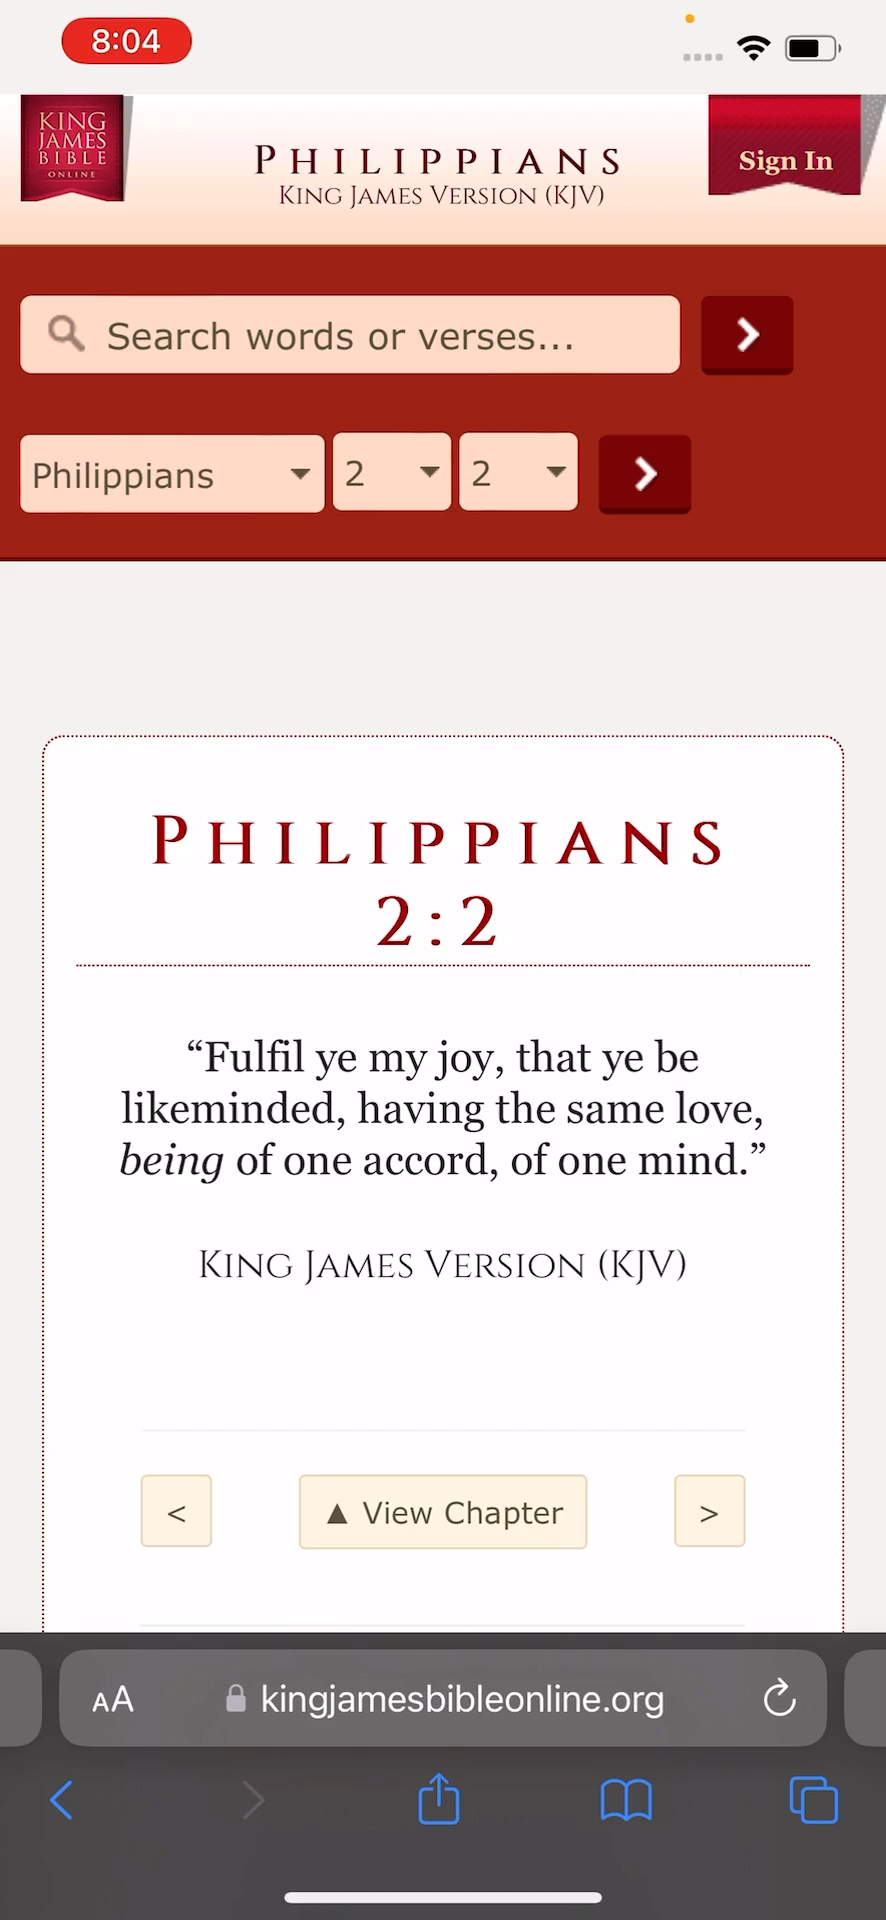 8:04
KING
JAMES
BIBLE
ONLINE
PHILIPPIANS
KING JAMES VERSION (KJV)
Sign In
Search words or verses...
Philippians 2 2
PHILIPPIANS
2:2
“Fulfil ye my joy, that ye be
likeminded, having the same love,
being of one accord, of one mind.”
KING JAMES VERSION (KJV)
< ▲ View Chapter >
AA kingjamesbibleonline.org